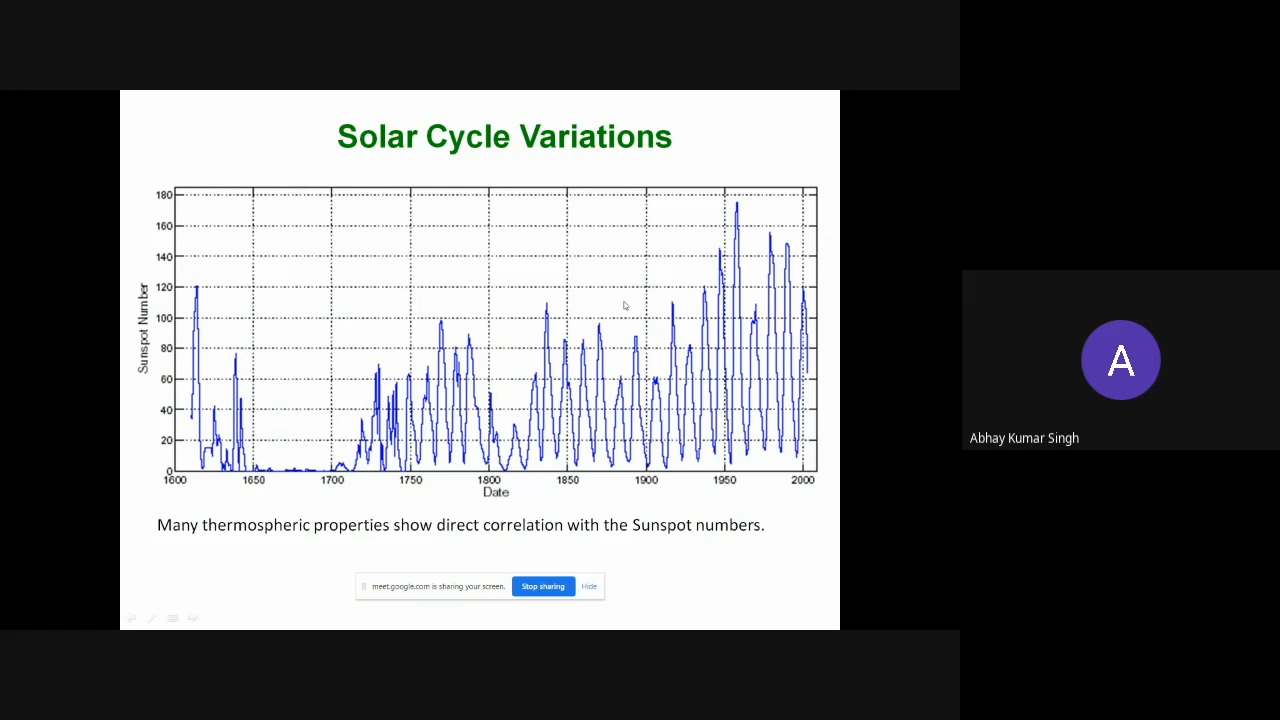 Solar Cycle Variations
180
160
140
120
100
80
60
40
20
0
Sunspot Number
1600 1650 1700 1750 1800 1850 1900 1950 2000
Date
Many thermospheric properties show direct correlation with the Sunspot numbers.
meet.google.com is sharing your screen. Stop sharing Hide
A
Abhay Kumar Singh